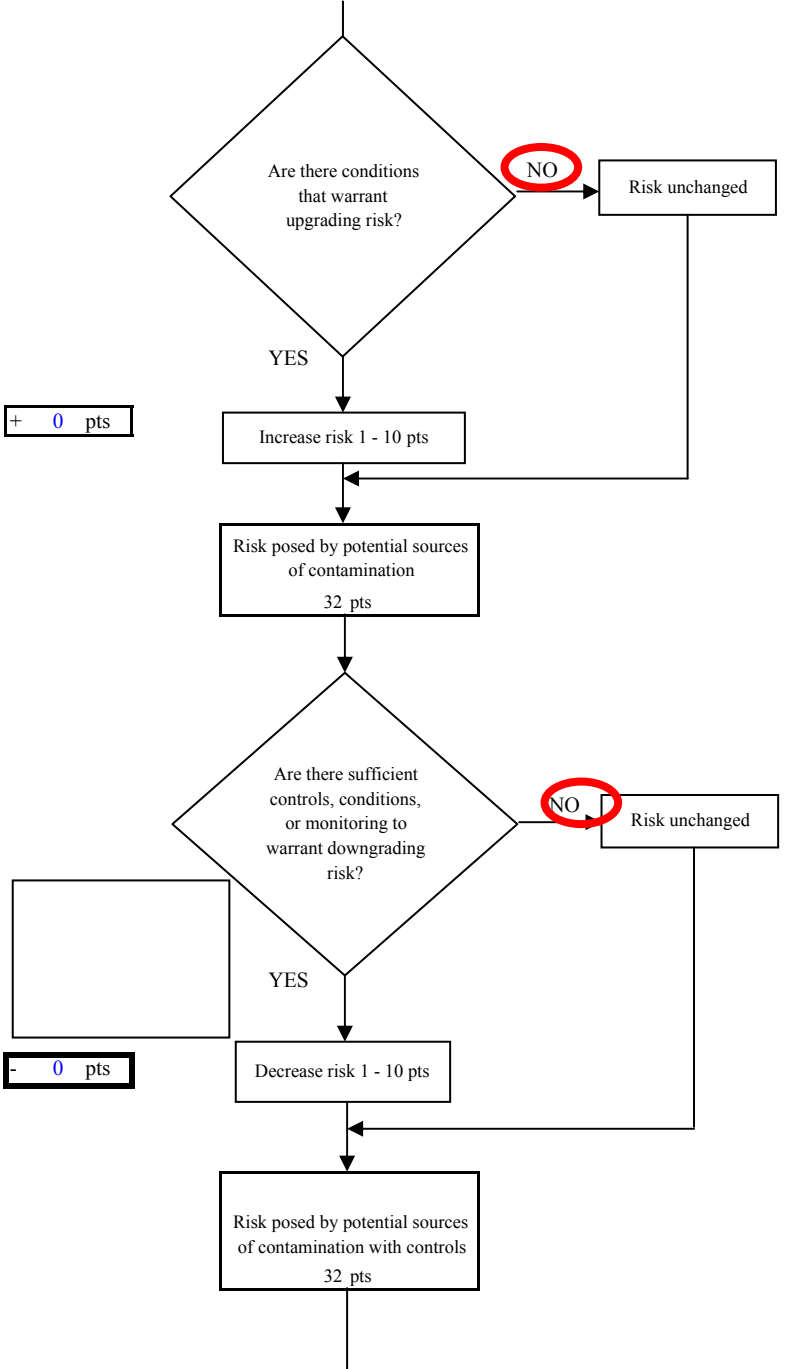 Are there conditions
that warrant
upgrading risk?
NO
Risk unchanged
YES
+ 0 pts
Increase risk 1 - 10 pts
Risk posed by potential sources
of contamination
32 pts
Are there sufficient
controls, conditions,
or monitoring to
warrant downgrading
risk?
NO
Risk unchanged
YES
- 0 pts
Decrease risk 1 - 10 pts
Risk posed by potential sources
of contamination with controls
32 pts